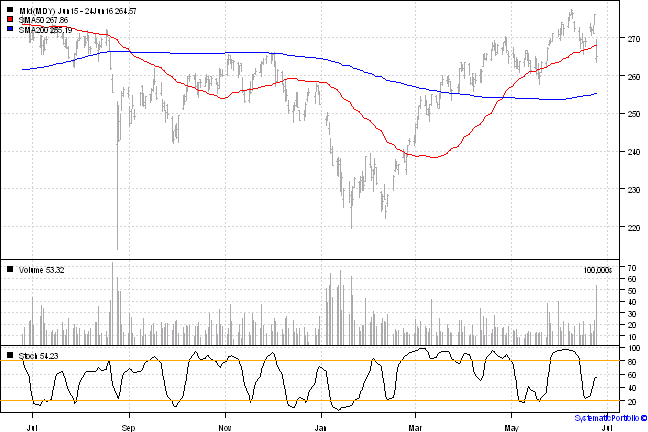 Mid(MDY) Jun15 - 24Jun16 264.57
SMA50 267.86
SMA200 255.19
270
260
250
240
230
220
Volume 53.32
100,000s
70
60
50
40
30
20
10
Stoch 54.23
100
80
60
40
20
Jul Sep Nov Jan Mar May Jul
SystematicPortfolio ©